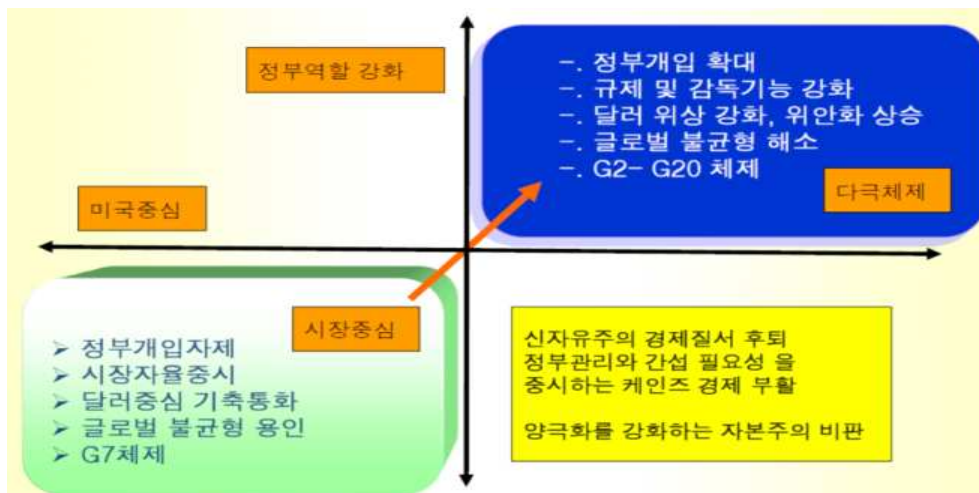 정부역할 강화
-. 정부개입 확대
-. 규제 및 감독기능 강화
-. 달러 위상 강화, 위안화 상승
-. 글로벌 불균형 해소
-. G2- G20 체제
다극체제
미국중심
시장중심
➢ 정부개입자제
➢ 시장자율중시
➢ 달러중심 기축통화
➢ 글로벌 불균형 용인
➢ G7체제
신자유주의 경제질서 후퇴
정부관리와 간섭 필요성 을
중시하는 케인즈 경제 부활
양극화를 강화하는 자본주의 비판